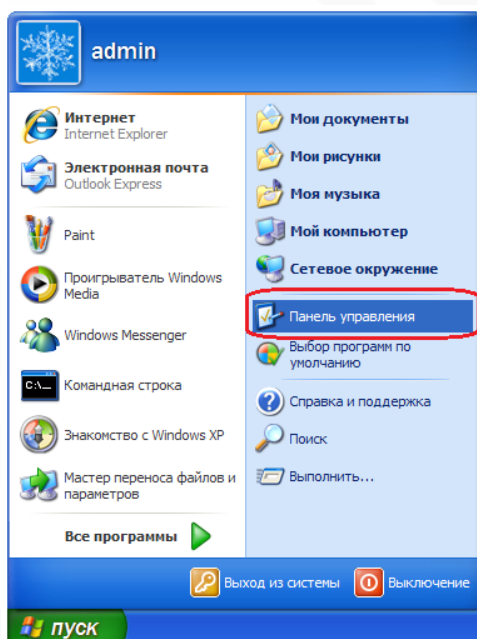 admin
Интернет
Internet Explorer
Электронная почта
Outlook Express
Paint
Проигрыватель Windows
Media
Windows Messenger
C:\_
Командная строка
Знакомство с Windows XP
Мастер переноса файлов и
параметров
Все программы
Мои документы
Мои рисунки
Моя музыка
Мой компьютер
Сетевое окружение
Панель управления
Выбор программ по
умолчанию
Справка и поддержка
Поиск
Выполнить...
Выход из системы
Выключение
пуск